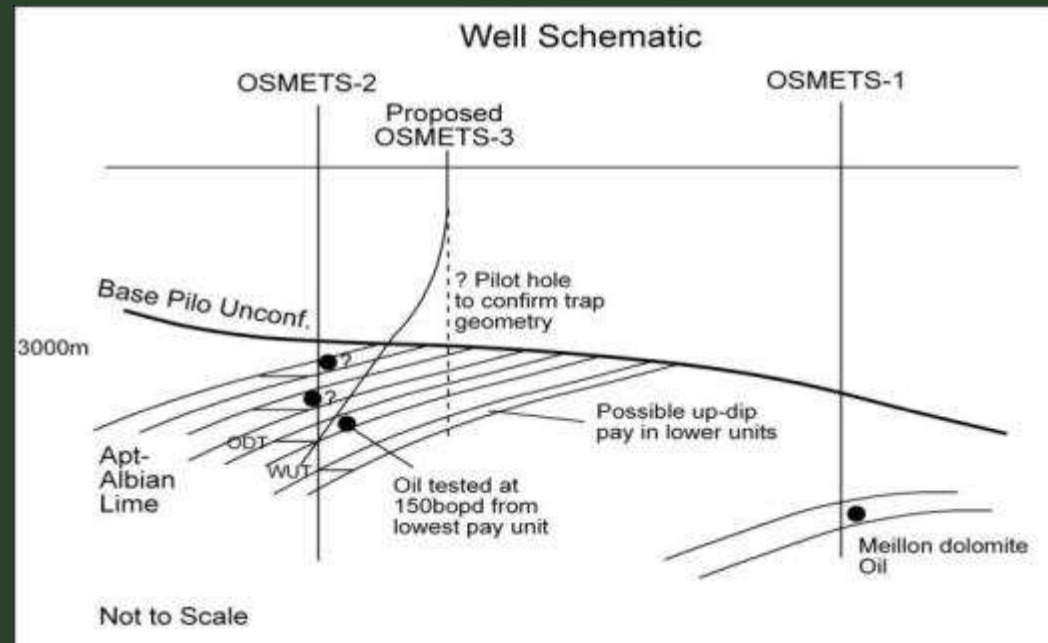 Well Schematic
OSMETS-2
Proposed
OSMETS-3
OSMETS-1
Base Pilo Unconf.
? Pilot hole
to confirm trap
geometry
3000m
?
?
Possible up-dip
pay in lower units
ODT
WUT
Apt-
Albian
Lime
Oil tested at
150bopd from
lowest pay unit
Meillon dolomite
Oil
Not to Scale